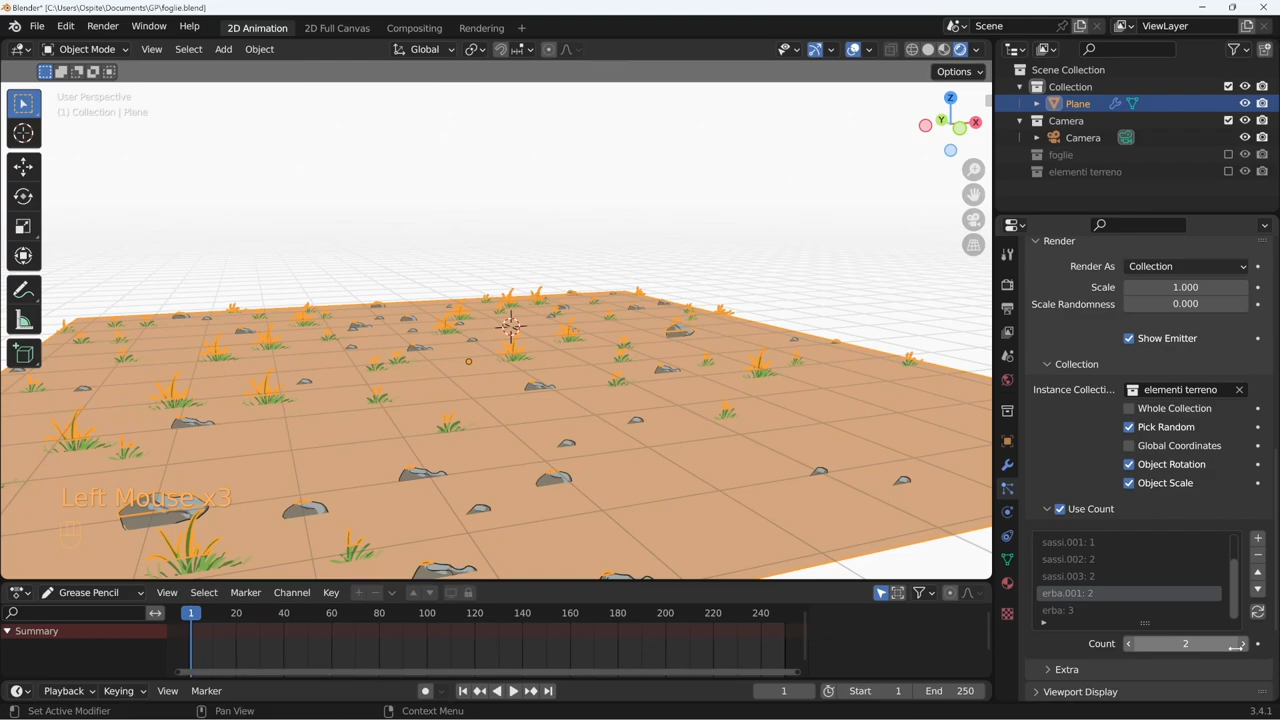 Blender* [C:\Users\Ospite\Documents\GP\foglie.blend]
File Edit Render Window Help 2D Animation 2D Full Canvas Compositing Rendering + Scene ViewLayer
Object Mode View Select Add Object Global
Options
User Perspective
(1) Collection | Plane
Z
Y
X
Left Mouse x3
Scene Collection
Collection
Plane
Camera
Camera
foglie
elementi terreno
Render
Render As Collection
Scale 1.000
Scale Randomness 0.000
Show Emitter
Collection
Instance Collecti... elementi terreno
Whole Collection
Pick Random
Global Coordinates
Object Rotation
Object Scale
Use Count
sassi.001: 1
sassi.002: 2
sassi.003: 2
erba.001: 2
erba: 3
Count 2
Extra
Viewport Display
Grease Pencil View Select Marker Channel Key
1 20 40 60 80 100 120 140 160 180 200 220 240
Summary
Playback Keying View Marker 1 Start 1 End 250
Set Active Modifier Pan View Context Menu 3.4.1